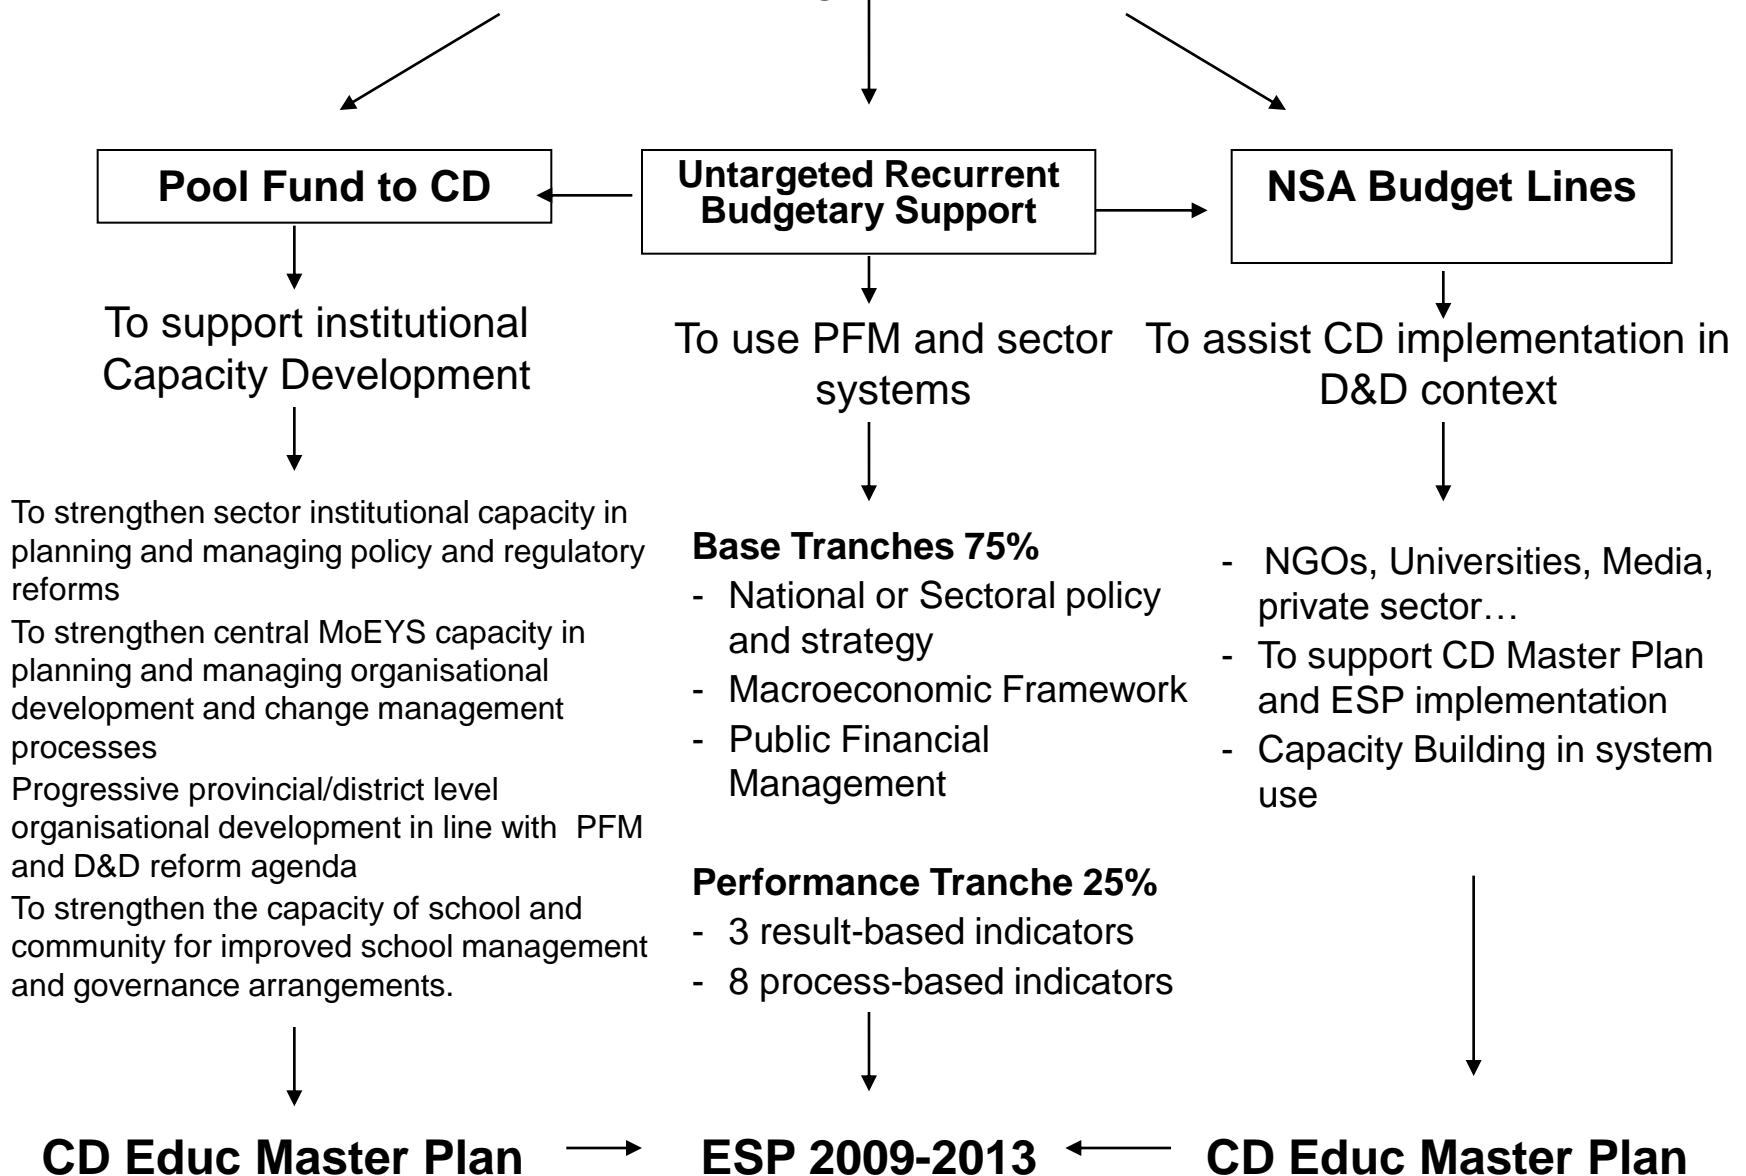 Pool Fund to CD
To support institutional
Capacity Development
To strengthen sector institutional capacity in
planning and managing policy and regulatory
reforms
To strengthen central MoEYS capacity in
planning and managing organisational
development and change management
processes
Progressive provincial/district level
organisational development in line with PFM
and D&D reform agenda
To strengthen the capacity of school and
community for improved school management
and governance arrangements.
CD Educ Master Plan
Untargeted Recurrent
Budgetary Support
To use PFM and sector
systems
Base Tranches 75%
- National or Sectoral policy
and strategy
- Macroeconomic Framework
- Public Financial
Management
Performance Tranche 25%
- 3 result-based indicators
- 8 process-based indicators
ESP 2009-2013
NSA Budget Lines
To assist CD implementation in
D&D context
- NGOs, Universities, Media,
private sector…
- To support CD Master Plan
and ESP implementation
- Capacity Building in system
use
CD Educ Master Plan